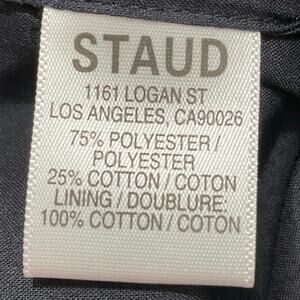 STAUD
1161 LOGAN ST
LOS ANGELES, CA90026
75% POLYESTER /
POLYESTER
25% COTTON / COTON
LINING / DOUBLURE:
100% COTTON / COTON